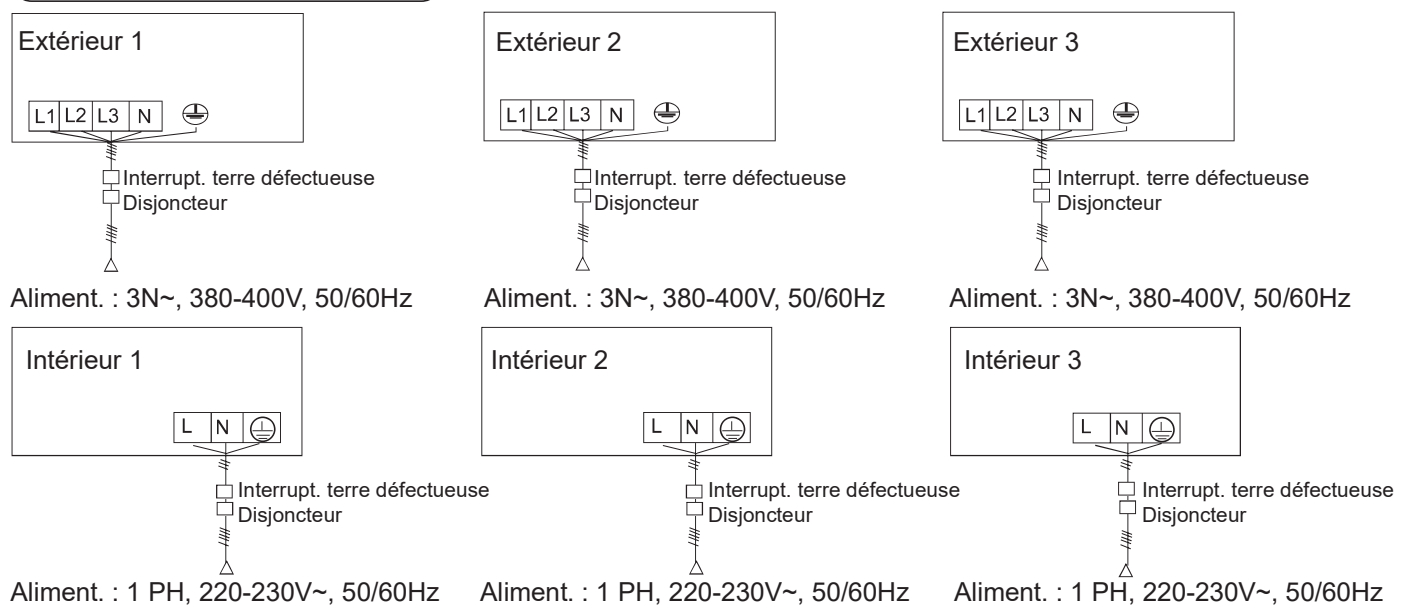 Extérieur 1
L1 L2 L3 N
Interrupt. terre défectueuse
Disjoncteur
Aliment. : 3N~, 380-400V, 50/60Hz
Extérieur 2
L1 L2 L3 N
Interrupt. terre défectueuse
Disjoncteur
Aliment. : 3N~, 380-400V, 50/60Hz
Extérieur 3
L1 L2 L3 N
Interrupt. terre défectueuse
Disjoncteur
Aliment. : 3N~, 380-400V, 50/60Hz
Intérieur 1
L N
Interrupt. terre défectueuse
Disjoncteur
Aliment. : 1 PH, 220-230V~, 50/60Hz
Intérieur 2
L N
Interrupt. terre défectueuse
Disjoncteur
Aliment. : 1 PH, 220-230V~, 50/60Hz
Intérieur 3
L N
Interrupt. terre défectueuse
Disjoncteur
Aliment. : 1 PH, 220-230V~, 50/60Hz